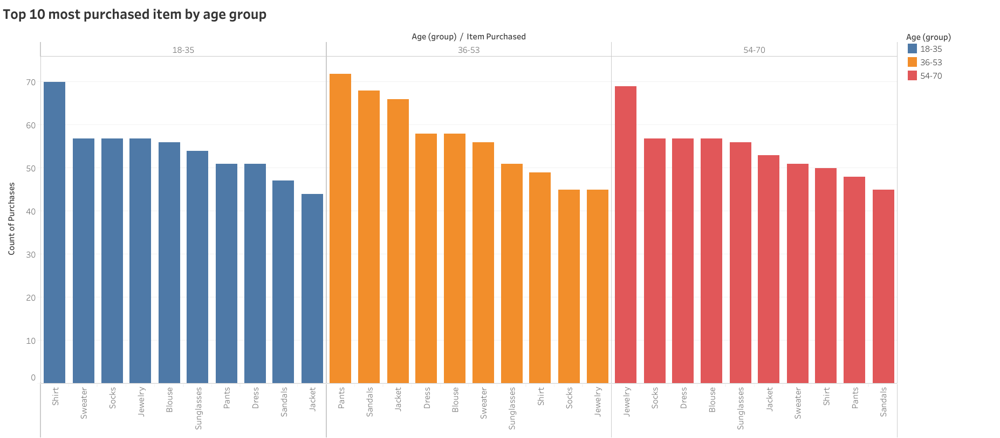 Top 10 most purchased item by age group
Age (group) / Item Purchased
18-35
36-53
54-70
Age (group)
18-35
36-53
54-70
Count of Purchases
70
60
50
40
30
20
10
0
Shirt
Sweater
Socks
Jewelry
Blouse
Sunglasses
Pants
Dress
Sandals
Jacket
Pants
Sandals
Jacket
Dress
Blouse
Sweater
Sunglasses
Shirt
Socks
Jewelry
Jewelry
Socks
Dress
Blouse
Sunglasses
Jacket
Sweater
Shirt
Pants
Sandals